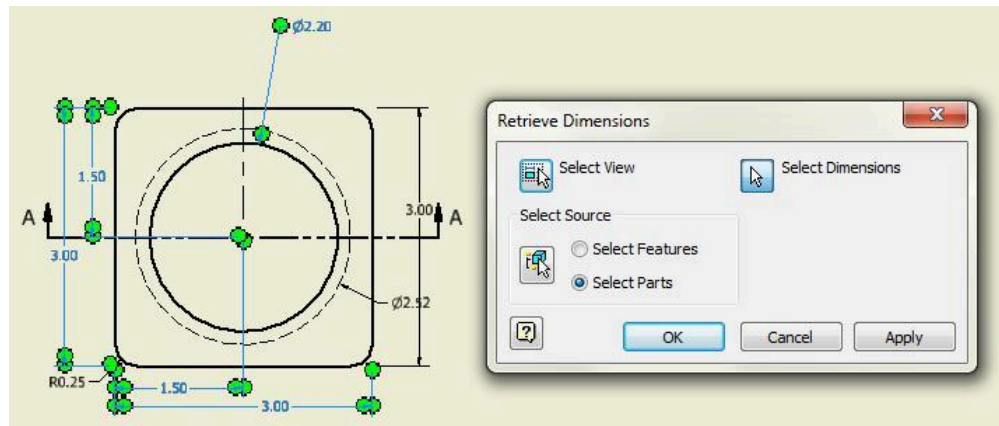 Ø2.20
1.50
A
3.00
A
3.00
Ø2.52
R0.25
1.50
3.00
Retrieve Dimensions
Select View
Select Dimensions
Select Source
Select Features
Select Parts
?
OK
Cancel
Apply